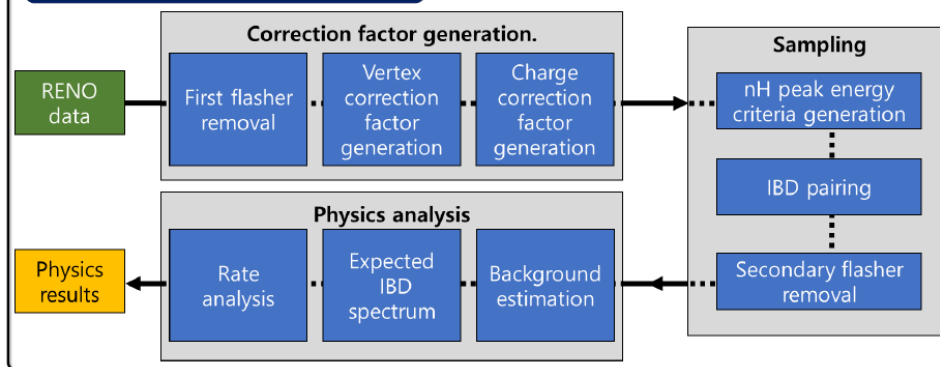 Correction factor generation.
RENO
data
First flasher
removal
Vertex
correction
factor
generation
Charge
correction
factor
generation
Sampling
nH peak energy
criteria generation
IBD pairing
Secondary flasher
removal
Physics analysis
Background
estimation
Expected
IBD
spectrum
Rate
analysis
Physics
results